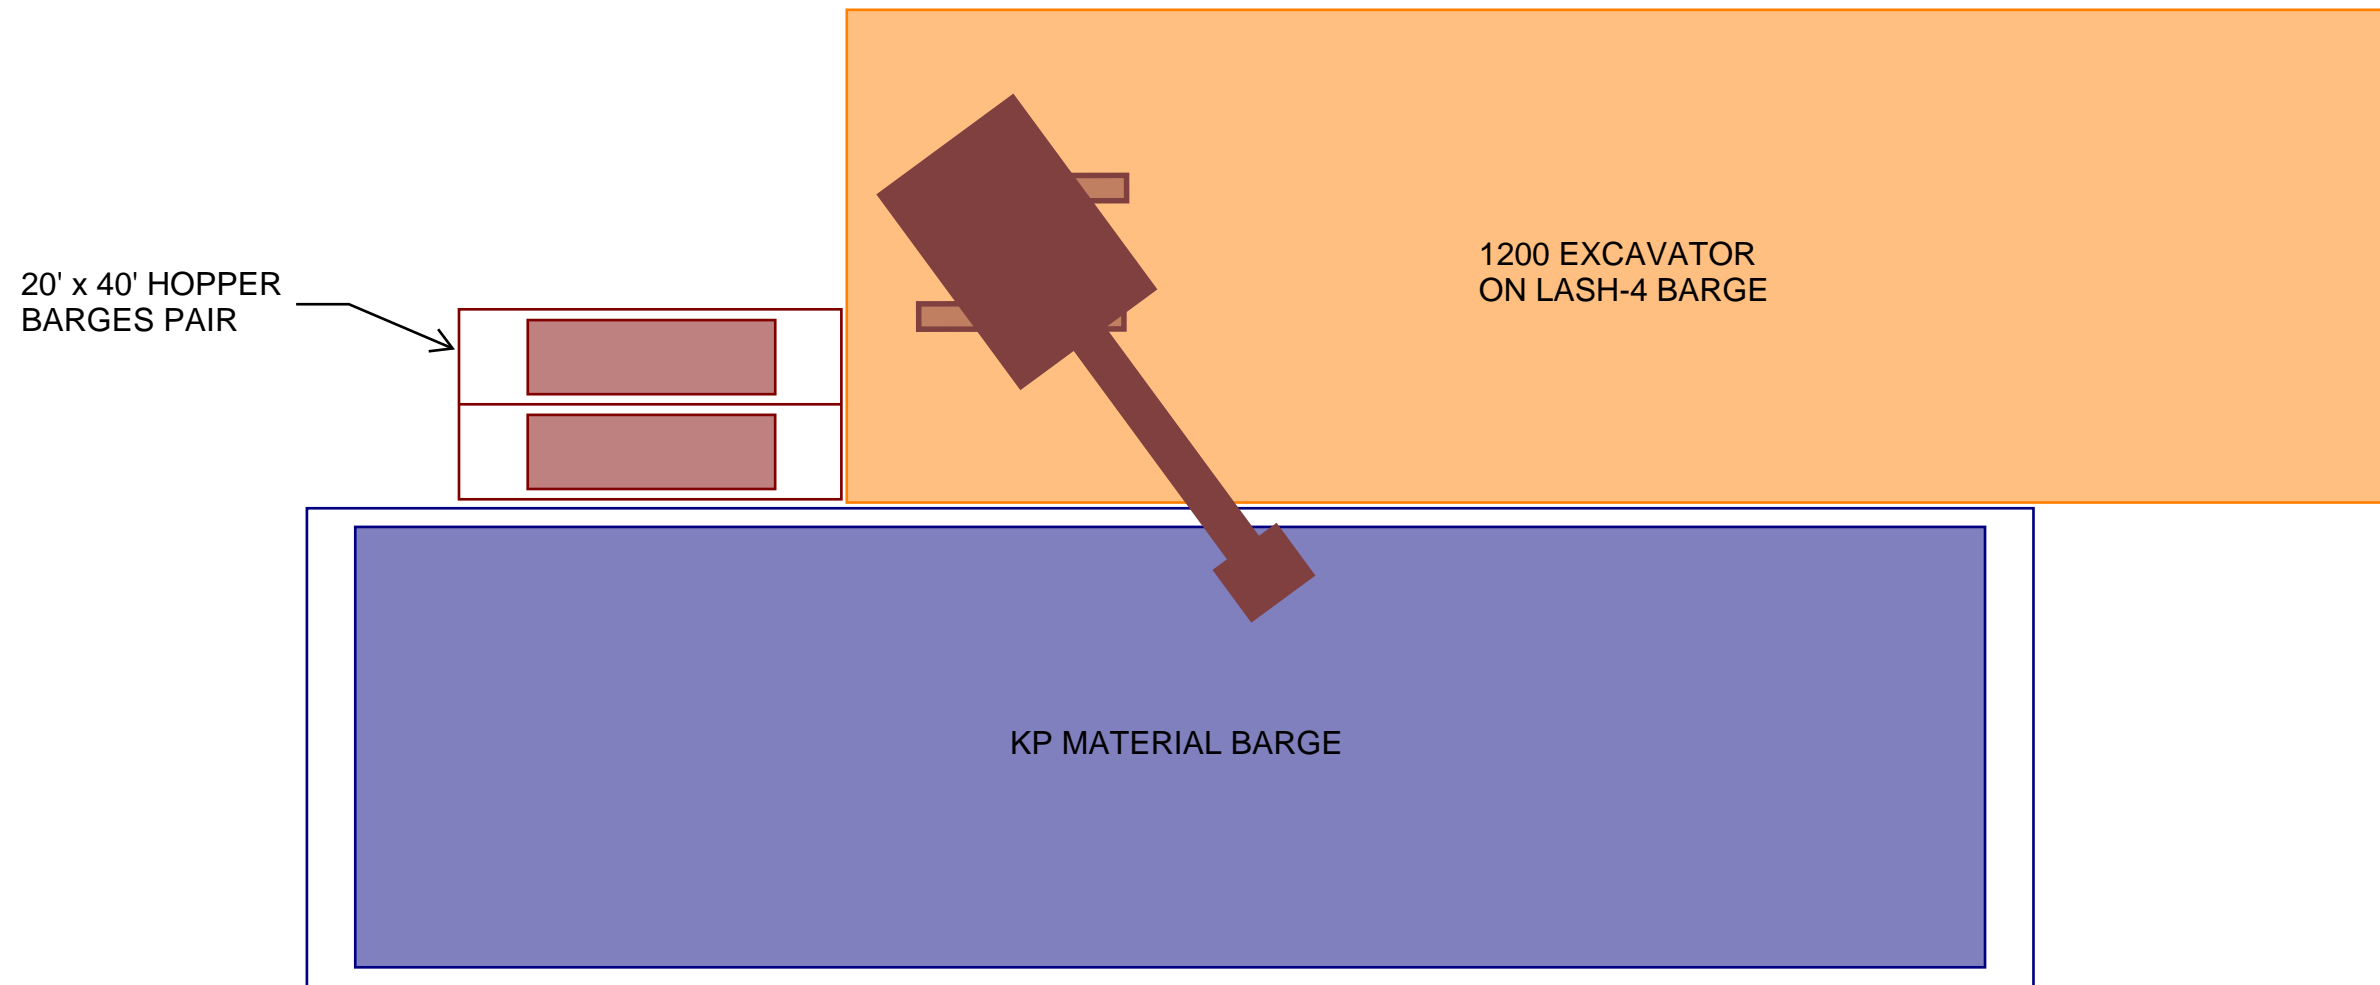 20' x 40' HOPPER
BARGES PAIR
1200 EXCAVATOR
ON LASH-4 BARGE
KP MATERIAL BARGE